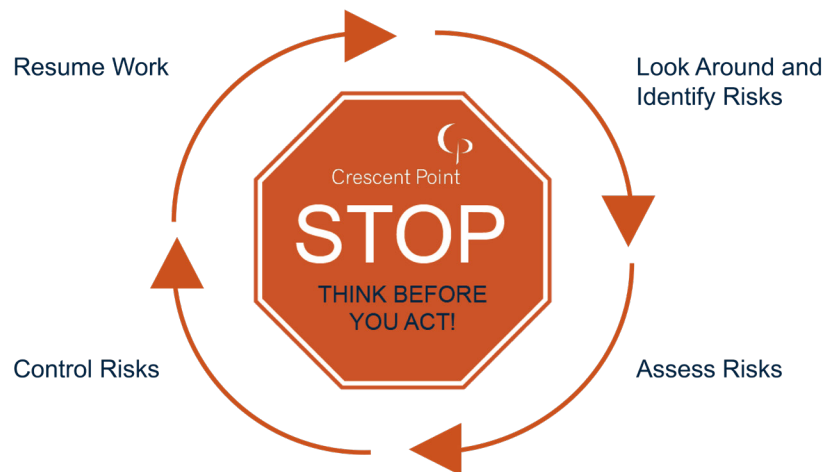 Resume Work
Look Around and
Identify Risks
Crescent Point
STOP
THINK BEFORE
YOU ACT!
Control Risks
Assess Risks